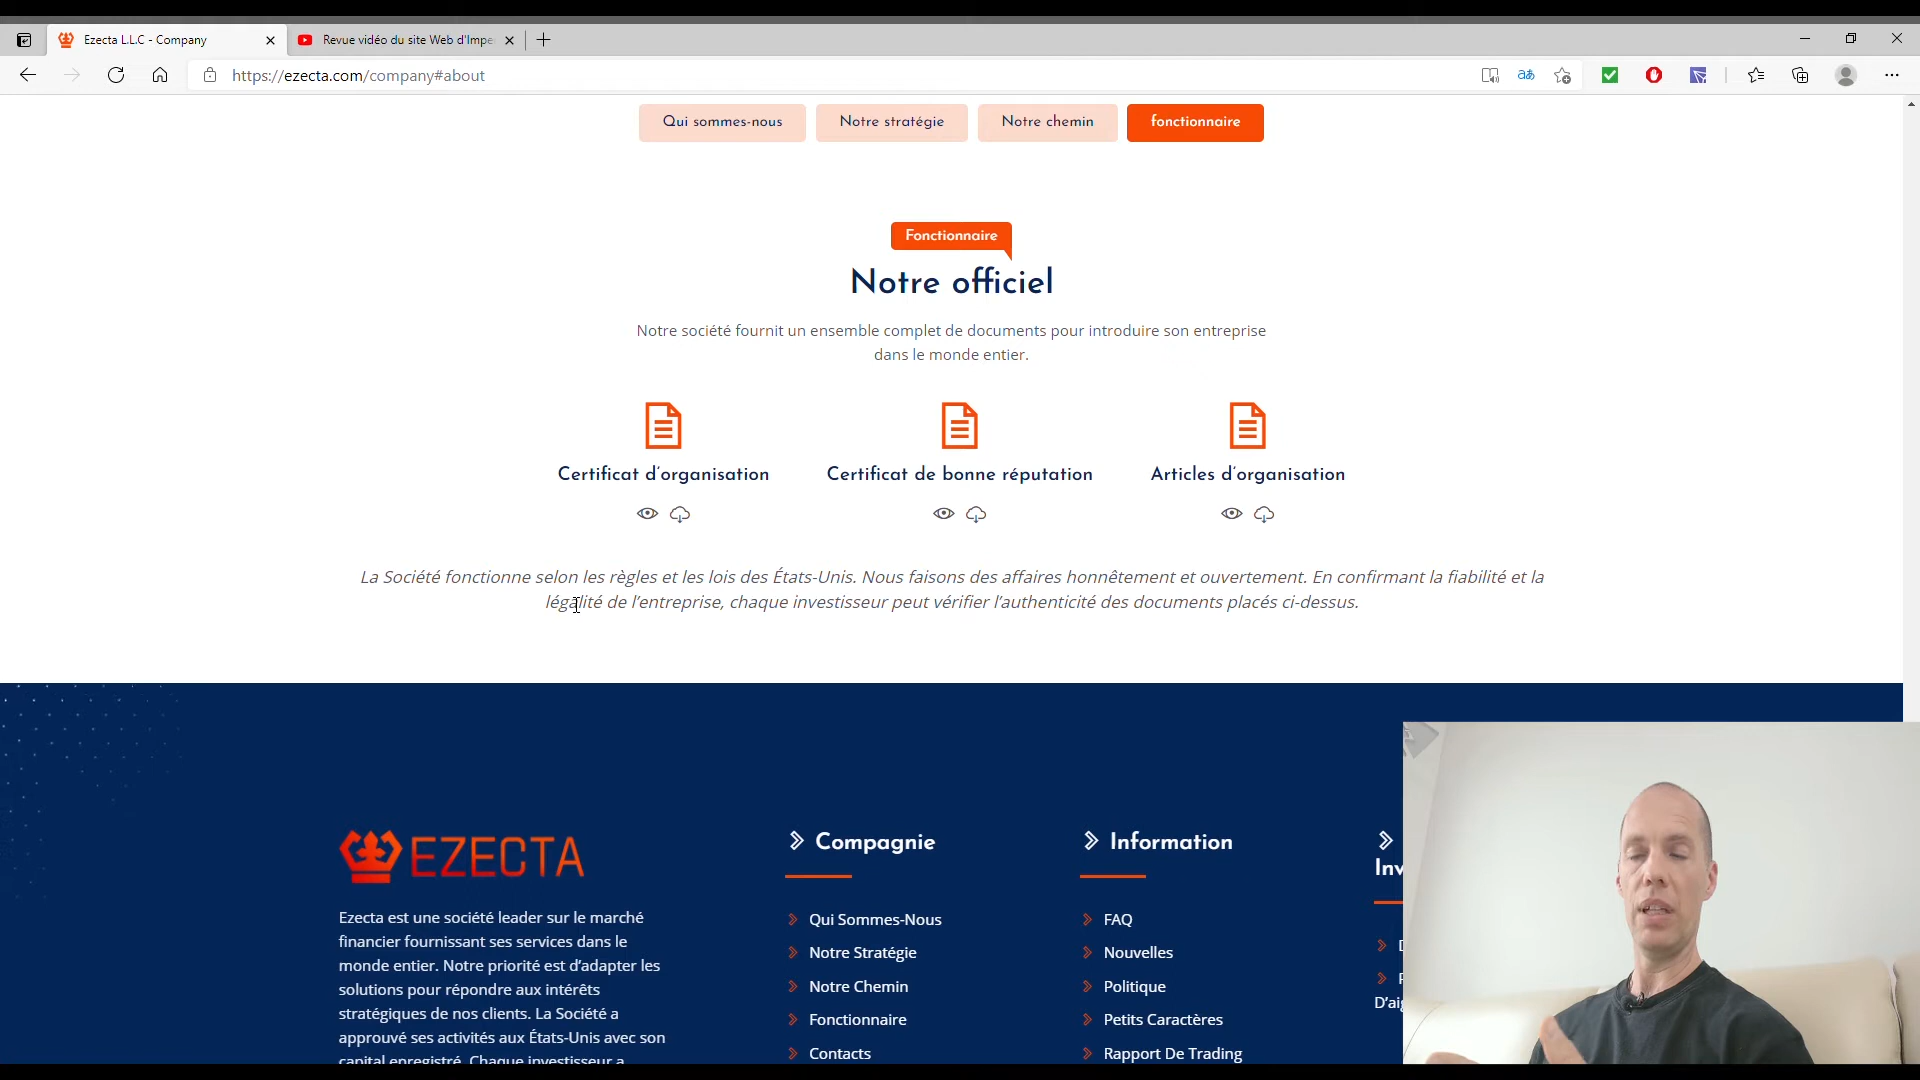 Ezecta L.L.C - Company
Revue vidéo du site Web d'Impe
https://ezecta.com/company#about
Qui sommes-nous
Notre stratégie
Notre chemin
fonctionnaire
Fonctionnaire
Notre officiel
Notre société fournit un ensemble complet de documents pour introduire son entreprise
dans le monde entier.
Certificat d'organisation
Certificat de bonne réputation
Articles d'organisation
La Société fonctionne selon les règles et les lois des États-Unis. Nous faisons des affaires honnêtement et ouvertement. En confirmant la fiabilité et la
légalité de l'entreprise, chaque investisseur peut vérifier l'authenticité des documents placés ci-dessus.
EZECTA
Ezecta est une société leader sur le marché
financier fournissant ses services dans le
monde entier. Notre priorité est d'adapter les
solutions pour répondre aux intérêts
stratégiques de nos clients. La Société a
approuvé ses activités aux États-Unis avec son
capital enregistré. Chaque investisseur a
Compagnie
Qui Sommes-Nous
Notre Stratégie
Notre Chemin
Fonctionnaire
Contacts
Information
FAQ
Nouvelles
Politique
Petits Caractères
Rapport De Trading
Inv
D'aig